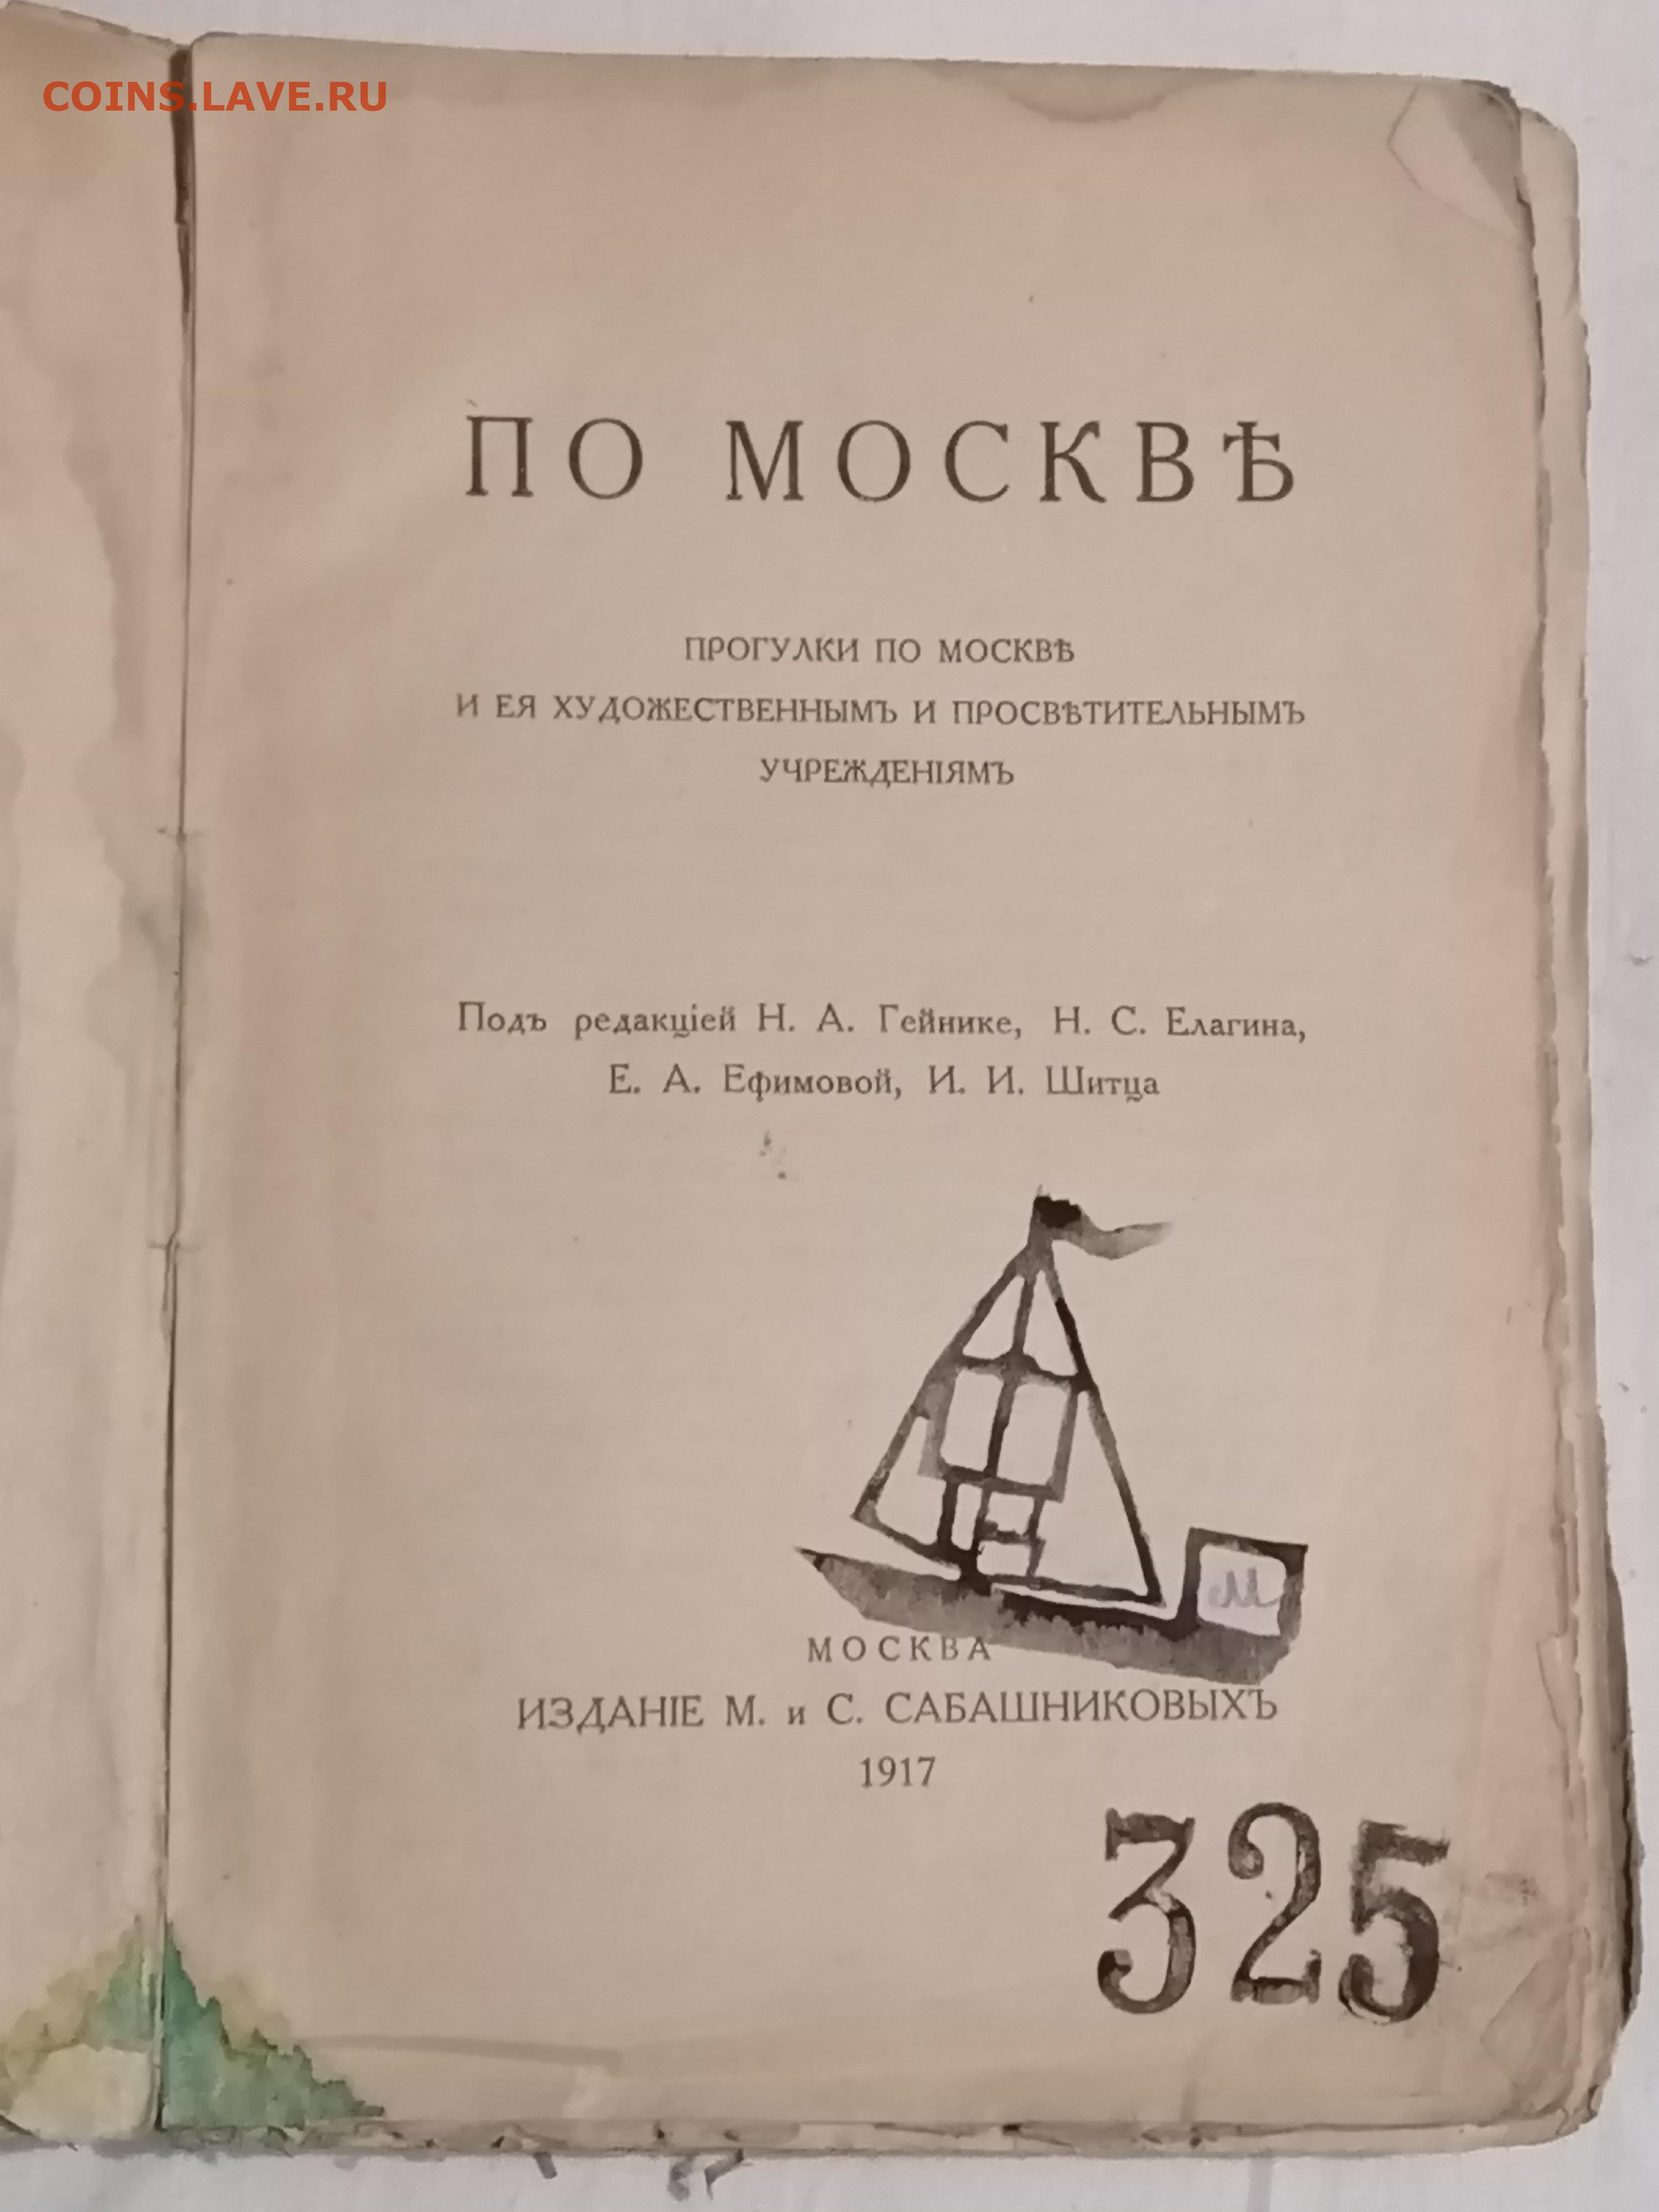 COINS.LAVE.RU
ПО МОСКВѢ
ПРОГУЛКИ ПО МОСКВѢ
И ЕЯ ХУДОЖЕСТВЕННЫМЪ И ПРОСВѢТИТЕЛЬНЫМЪ
УЧРЕЖДЕНІЯМЪ
Подъ редакціей Н. А. Гейнике, Н. С. Елагина,
Е. А. Ефимовой, И. И. Шитца
М
МОСКВА
ИЗДАНІЕ М. и С. САБАШНИКОВЫХЪ
1917
325